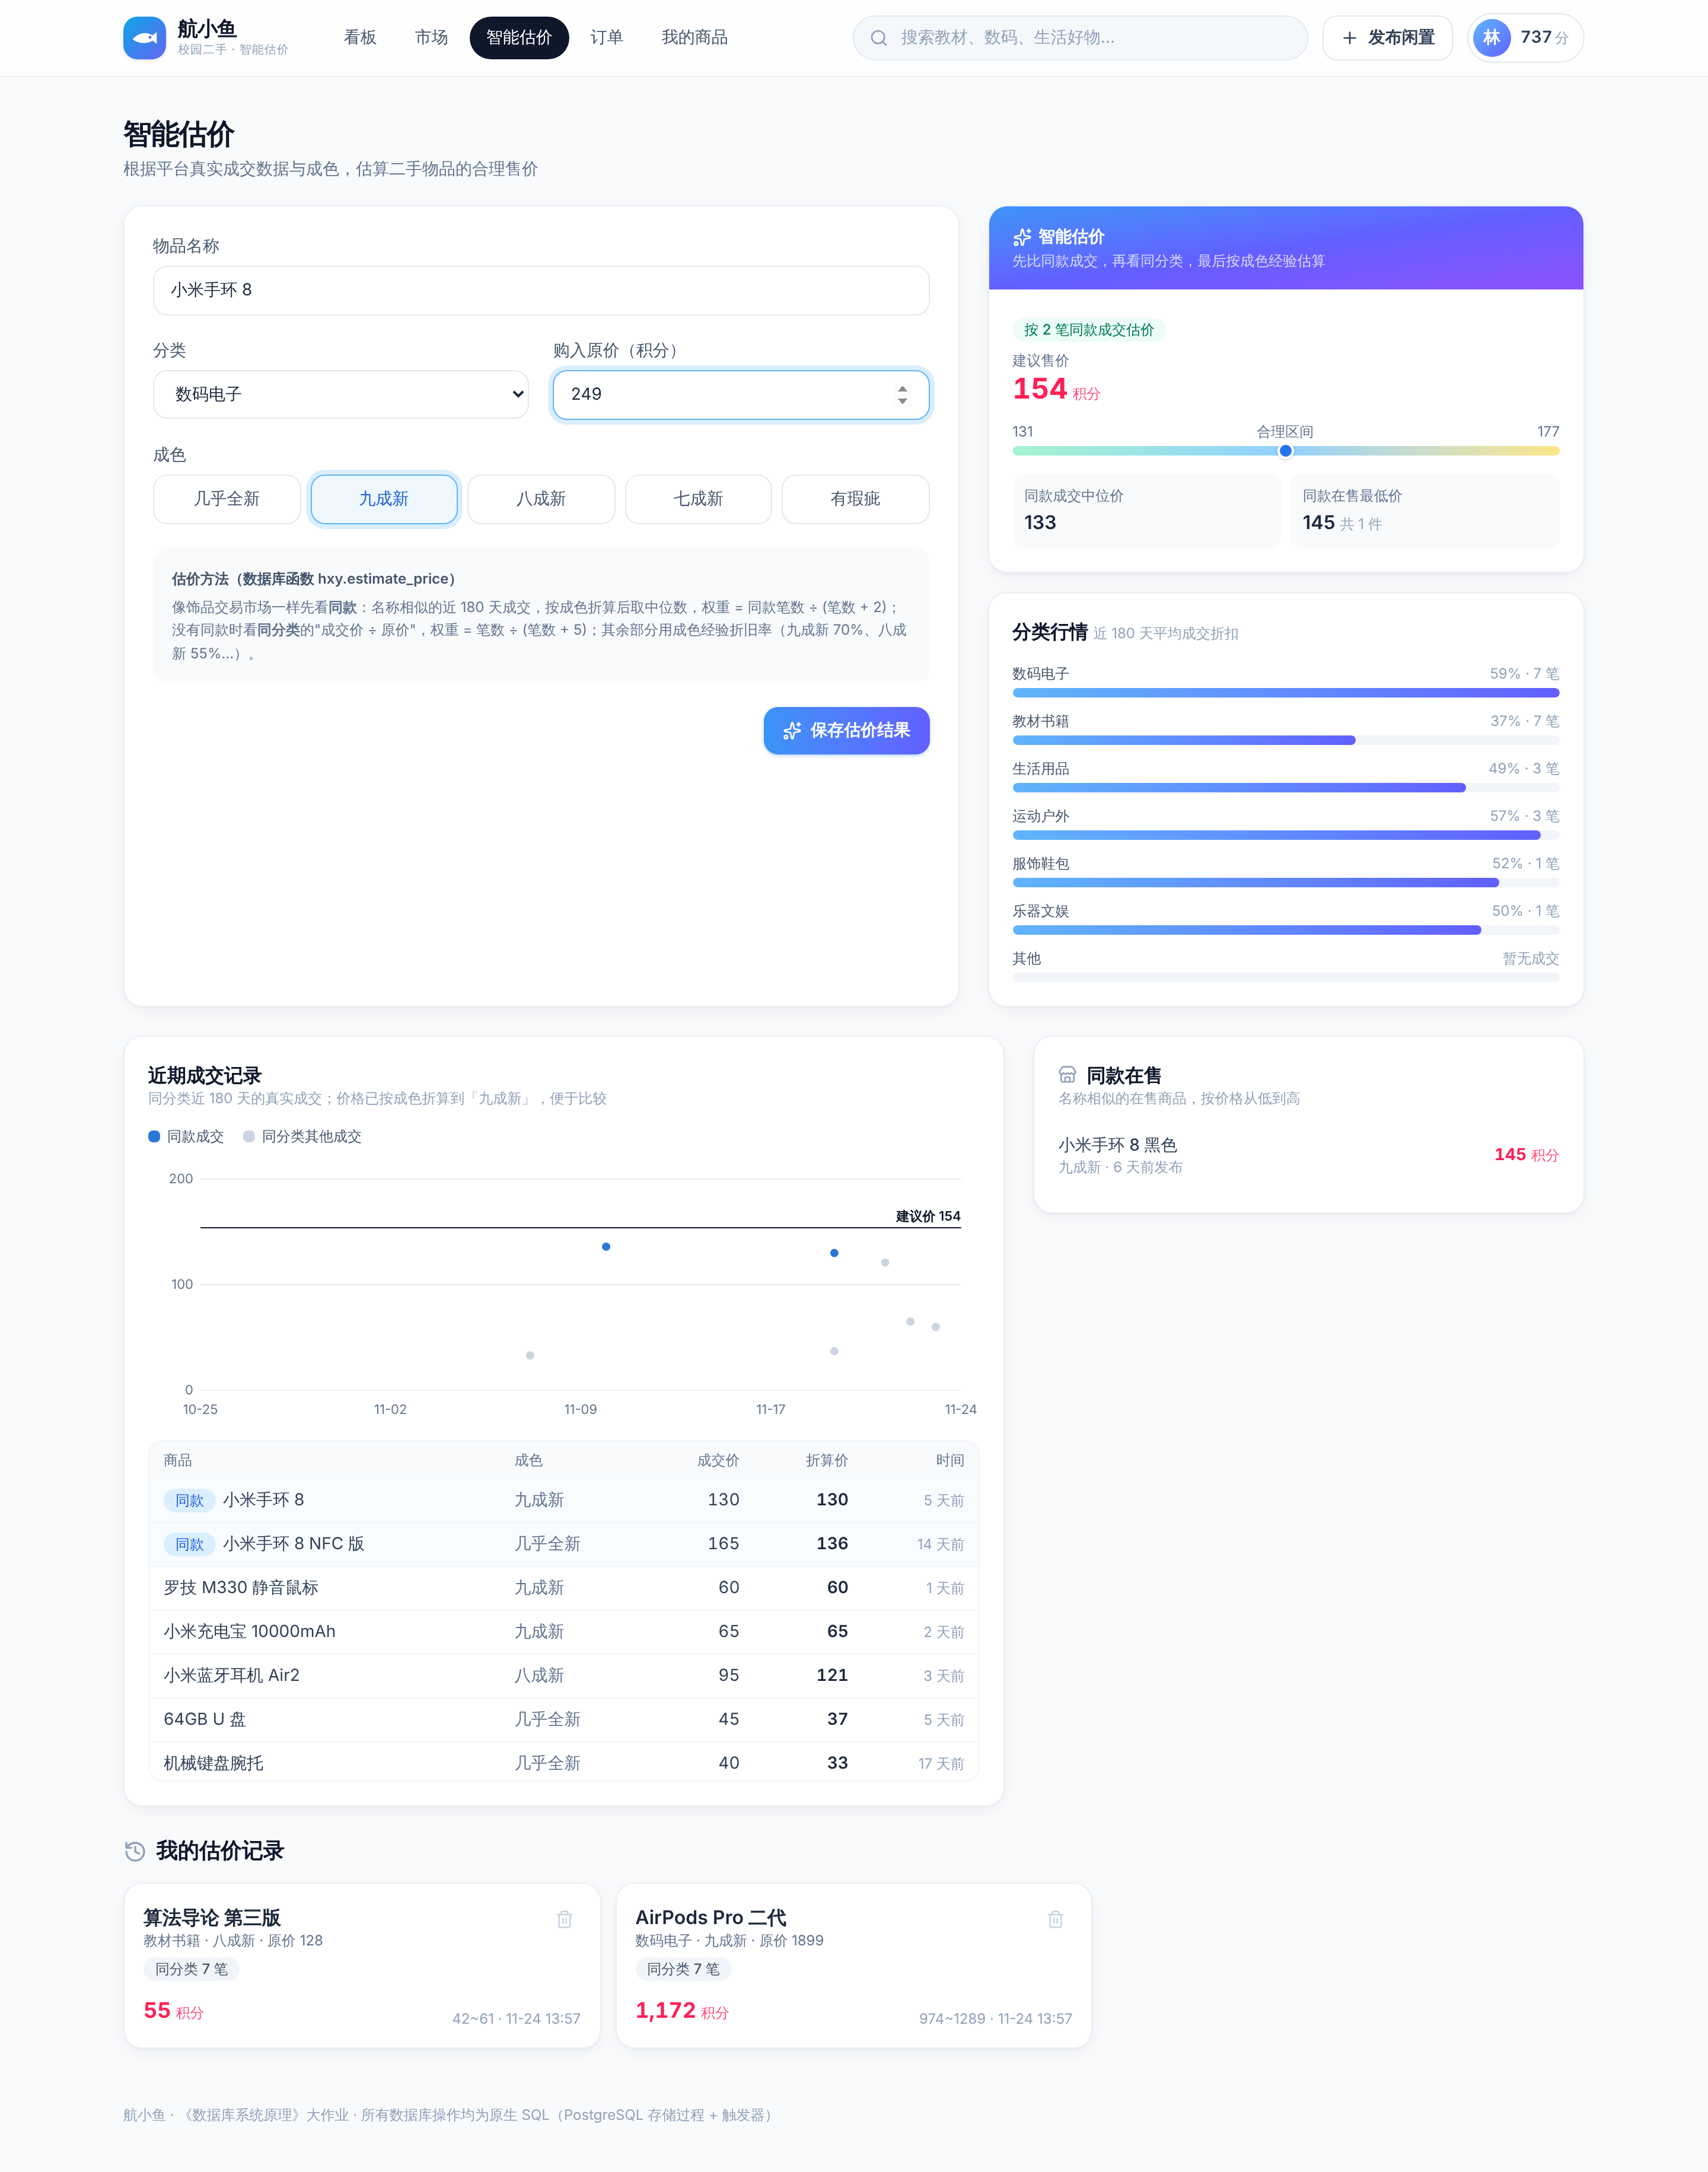 航小鱼
校园二手 · 智能估价
看板 市场 智能估价 订单 我的商品
搜索教材、数码、生活好物...
发布闲置
林 737 分
智能估价
根据平台真实成交数据与成色，估算二手物品的合理售价
物品名称
小米手环 8
分类
数码电子
购入原价（积分）
249
成色
几乎全新 九成新 八成新 七成新 有瑕疵
估价方法（数据库函数 hxy.estimate_price）
像饰品交易市场一样先看同款：名称相似的近 180 天成交，按成色折算后取中位数，权重 = 同款笔数 ÷ (笔数 + 2)；
没有同款时看同分类的"成交价 ÷ 原价"，权重 = 笔数 ÷ (笔数 + 5)；其余部分用成色经验折旧率（九成新 70%、八成
新 55%...）。
保存估价结果
智能估价
先比同款成交，再看同分类，最后按成色经验估算
按 2 笔同款成交估价
建议售价
154 积分
131 合理区间 177
同款成交中位价
133
同款在售最低价
145 共 1 件
分类行情 近 180 天平均成交折扣
数码电子 59% · 7 笔
教材书籍 37% · 7 笔
生活用品 49% · 3 笔
运动户外 57% · 3 笔
服饰鞋包 52% · 1 笔
乐器文娱 50% · 1 笔
其他 暂无成交
近期成交记录
同分类近 180 天的真实成交；价格已按成色折算到「九成新」，便于比较
同款成交 同分类其他成交
200
建议价 154
100
0
10-25 11-02 11-09 11-17 11-24
商品 成色 成交价 折算价 时间
同款 小米手环 8 九成新 130 130 5 天前
同款 小米手环 8 NFC 版 几乎全新 165 136 14 天前
罗技 M330 静音鼠标 九成新 60 60 1 天前
小米充电宝 10000mAh 九成新 65 65 2 天前
小米蓝牙耳机 Air2 八成新 95 121 3 天前
64GB U 盘 几乎全新 45 37 5 天前
机械键盘腕托 几乎全新 40 33 17 天前
同款在售
名称相似的在售商品，按价格从低到高
小米手环 8 黑色
九成新 · 6 天前发布
145 积分
我的估价记录
算法导论 第三版
教材书籍 · 八成新 · 原价 128
同分类 7 笔
55 积分 42~61 · 11-24 13:57
AirPods Pro 二代
数码电子 · 九成新 · 原价 1899
同分类 7 笔
1,172 积分 974~1289 · 11-24 13:57
航小鱼 · 《数据库系统原理》大作业 · 所有数据库操作均为原生 SQL（PostgreSQL 存储过程 + 触发器）